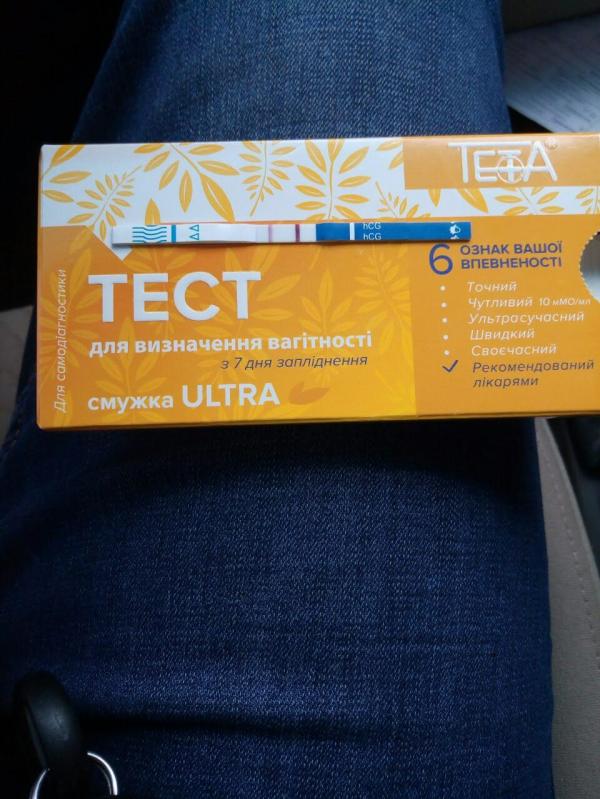 ТЕТА®
hCG
hCG
Для самодіагностики
ТЕСТ
для визначення вагітності
з 7 дня запліднення
смужка ULTRA
6 ОЗНАК ВАШОЇ
ВПЕВНЕНОСТІ
Точний
Чутливий 10 мМО/мл
Ультрасучасний
Швидкий
Своєчасний
Рекомендований
лікарями